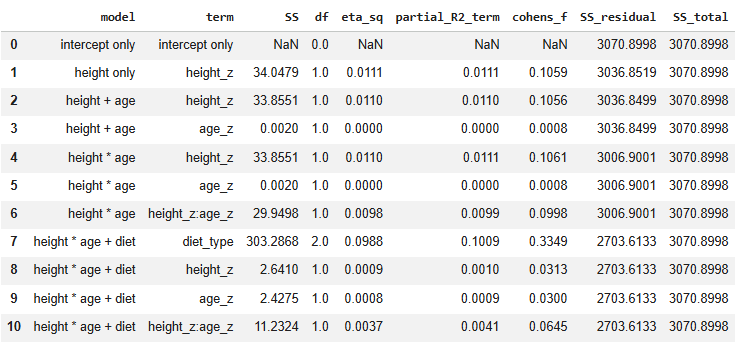 model term SS df eta_sq partial_R2_term cohens_f SS_residual SS_total
0 intercept only intercept only NaN 0.0 NaN NaN NaN 3070.8998 3070.8998
1 height only height_z 34.0479 1.0 0.0111 0.0111 0.1059 3036.8519 3070.8998
2 height + age height_z 33.8551 1.0 0.0110 0.0110 0.1056 3036.8499 3070.8998
3 height + age age_z 0.0020 1.0 0.0000 0.0000 0.0008 3036.8499 3070.8998
4 height * age height_z 33.8551 1.0 0.0110 0.0111 0.1061 3006.9001 3070.8998
5 height * age age_z 0.0020 1.0 0.0000 0.0000 0.0008 3006.9001 3070.8998
6 height * age height_z:age_z 29.9498 1.0 0.0098 0.0099 0.0998 3006.9001 3070.8998
7 height * age + diet diet_type 303.2868 2.0 0.0988 0.1009 0.3349 2703.6133 3070.8998
8 height * age + diet height_z 2.6410 1.0 0.0009 0.0010 0.0313 2703.6133 3070.8998
9 height * age + diet age_z 2.4275 1.0 0.0008 0.0009 0.0300 2703.6133 3070.8998
10 height * age + diet height_z:age_z 11.2324 1.0 0.0037 0.0041 0.0645 2703.6133 3070.8998